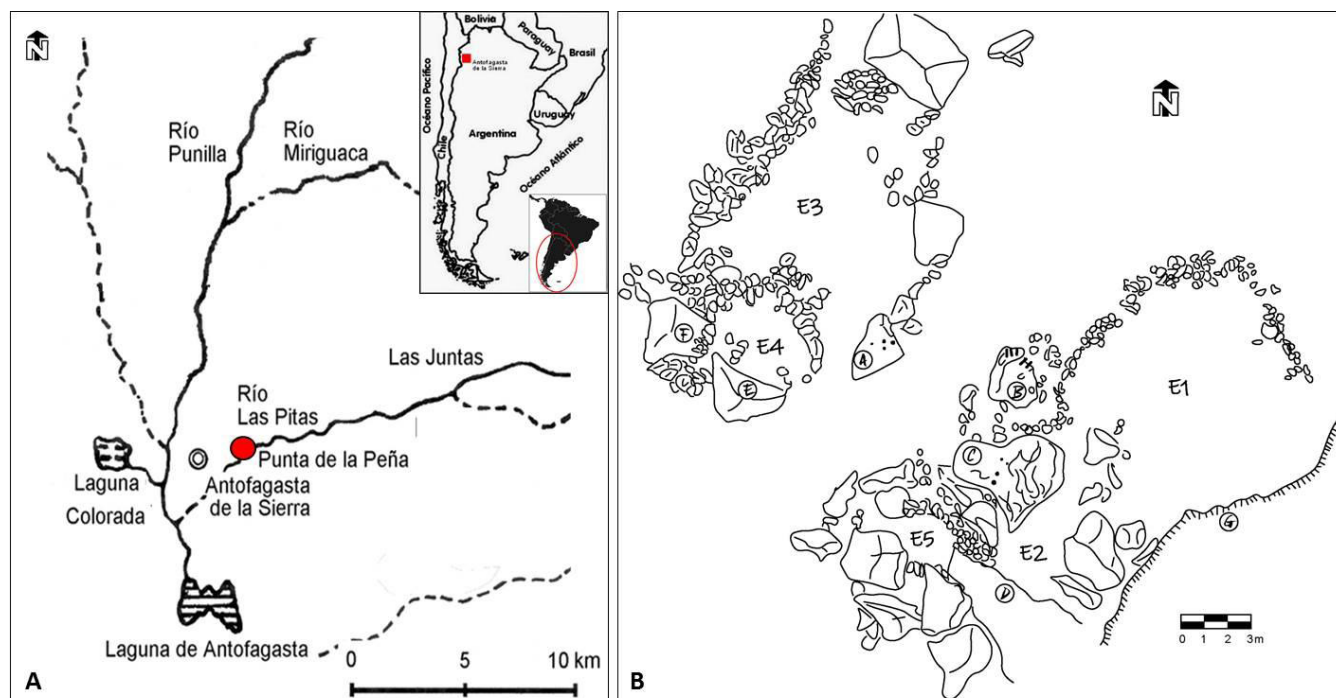 N
Río
Punilla
Río
Miriguaca
Las Juntas
Río
Las Pitas
Punta de la Peña
Antofagasta
de la Sierra
Laguna
Colorada
Laguna de Antofagasta
0 5 10 km
A
Bolivia
Paraguay
Brasil
Antofagasta
de la Sierra
Uruguay
Argentina
Chile
Océano Pacífico
Océano Atlántico
N
E3
E4
E1
E5
E2
A
B
C
D
E
F
G
0 1 2 3m
B